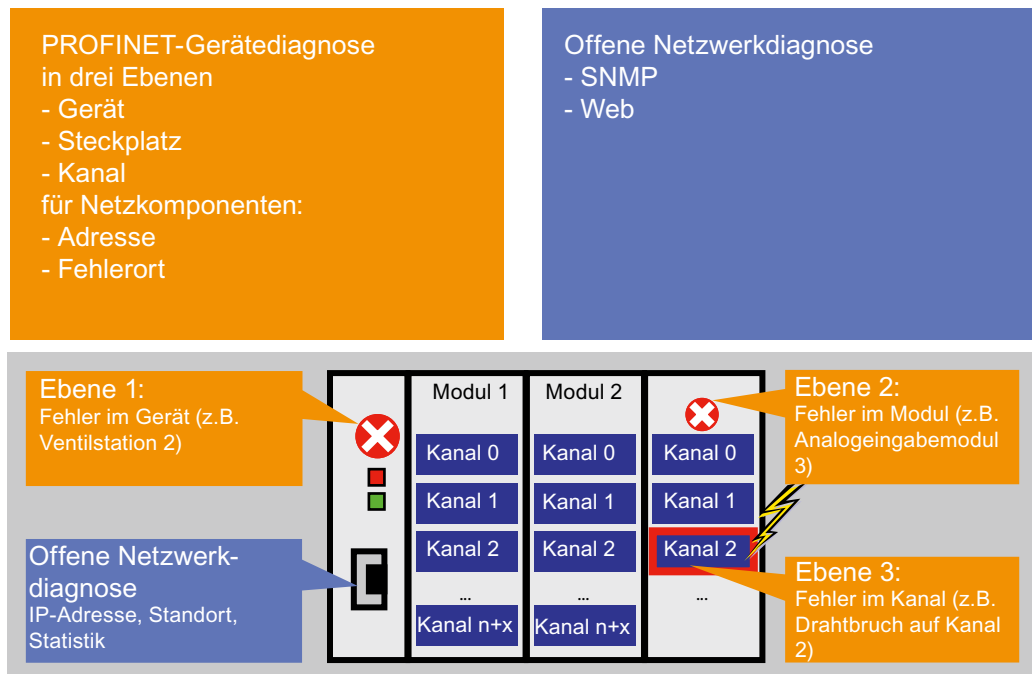 PROFINET-Gerätediagnose
in drei Ebenen
- Gerät
- Steckplatz
- Kanal
für Netzkomponenten:
- Adresse
- Fehlerort
Offene Netzwerkdiagnose
- SNMP
- Web
Ebene 1:
Fehler im Gerät (z.B.
Ventilstation 2)
Offene Netzwerk-
diagnose
IP-Adresse, Standort,
Statistik
Modul 1
Kanal 0
Kanal 1
Kanal 2
...
Kanal n+x
Modul 2
Kanal 0
Kanal 1
Kanal 2
...
Kanal n+x
Kanal 0
Kanal 1
Kanal 2
...
Ebene 2:
Fehler im Modul (z.B.
Analogeingabemodul
3)
Ebene 3:
Fehler im Kanal (z.B.
Drahtbruch auf Kanal
2)